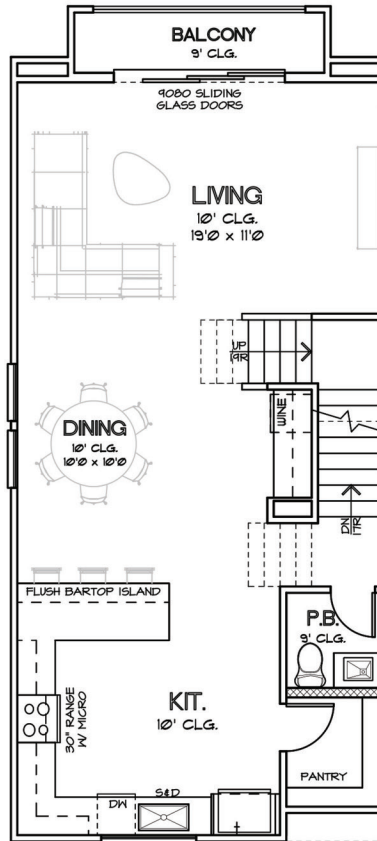 BALCONY
9' CLG.
9080 SLIDING
GLASS DOORS
LIVING
10' CLG.
19'0 x 11'0
UP
19R
WINE
DINING
10' CLG.
10'0 x 10'0
DN
17R
FLUSH BARTOP ISLAND
P.B.
9' CLG.
KIT.
10' CLG.
30" RANGE
W/ MICRO
PANTRY
S&D
DW